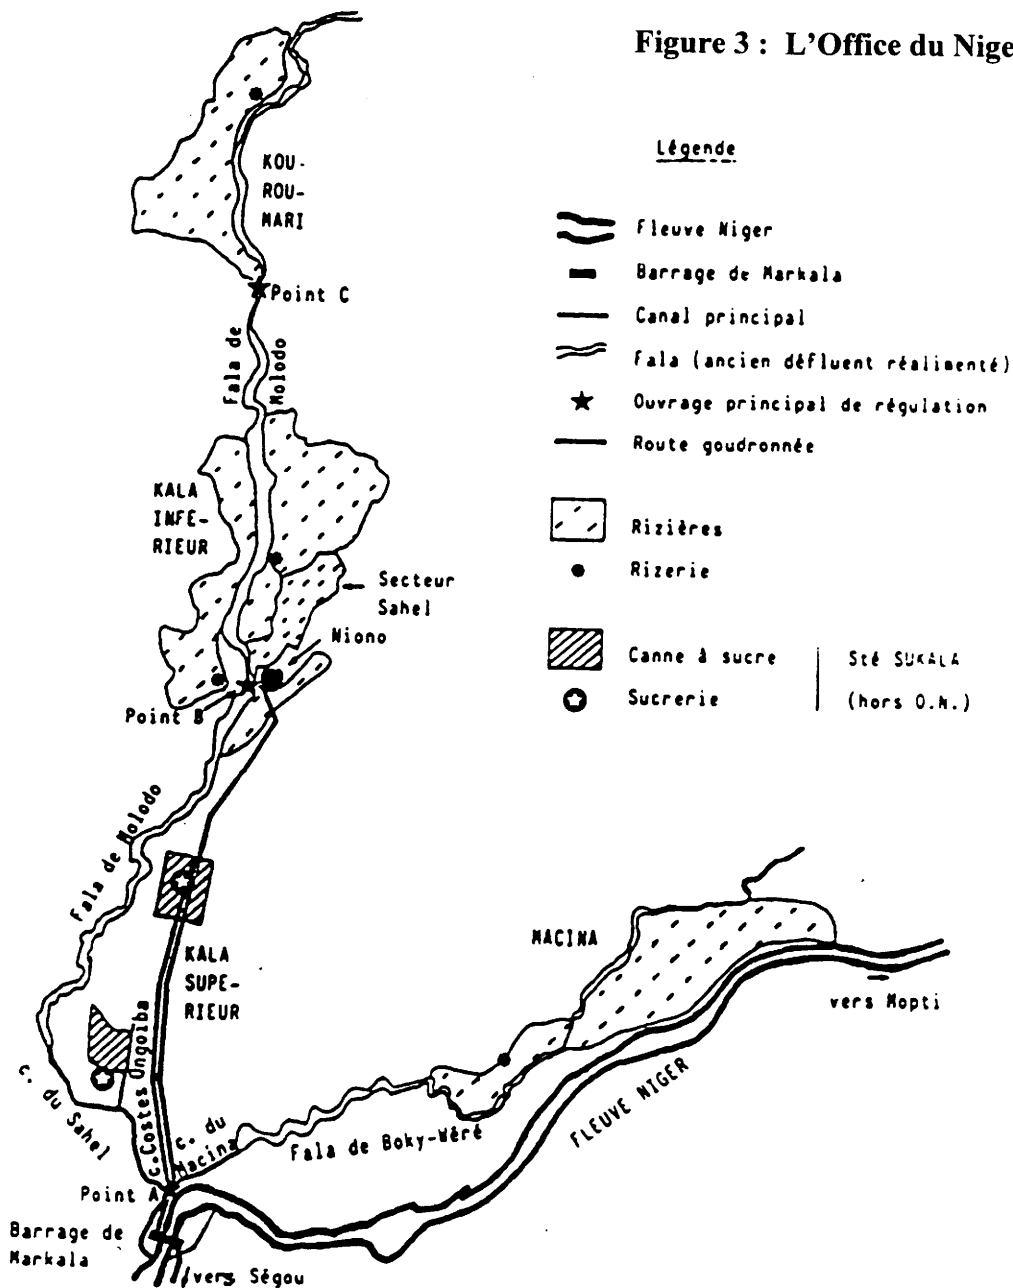 Figure 3 : L'Office du Nige
Légende
Fleuve Niger
Barrage de Markala
Canal principal
Fala (ancien défluent réalimenté)
Ouvrage principal de régulation
Route goudronnée
Rizières
Rizerie
Canne à sucre
Sucrerie
Sté SUKALA
(hors O.N.)
KOU-
ROU-
MARI
Point C
Fala de
Molodo
KALA
INFE-
RIEUR
Secteur
Sahel
Niono
Point B
Fala de Molodo
KALA
SUPE-
RIEUR
MACINA
vers Mopti
c. Costes Ongoiba
c. du Sahel
c. du
Macina
Fala de Boky-Wéré
FLEUVE NIGER
Point A
Barrage de
Markala
vers Ségou